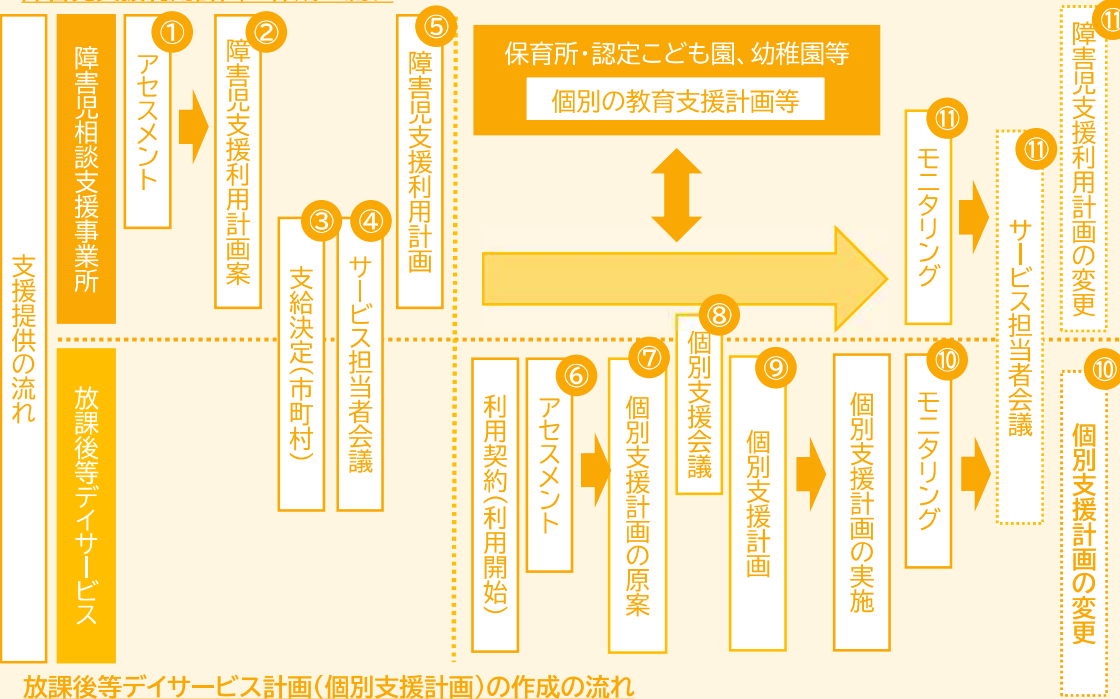 支援提供の流れ
障害児相談支援事業所
①
アセスメント
②
障害児支援利用計画案
③
支給決定(市町村)
④
サービス担当者会議
⑤
障害児支援利用計画
保育所・認定こども園、幼稚園等
個別の教育支援計画等
⑪
モニタリング
⑪
サービス担当者会議
⑪
障害児支援利用計画の変更
放課後等デイサービス
利用契約(利用開始)
⑥
アセスメント
⑦
個別支援計画の原案
⑧
個別支援会議
⑨
個別支援計画
個別支援計画の実施
⑩
モニタリング
⑩
個別支援計画の変更
放課後等デイサービス計画(個別支援計画)の作成の流れ